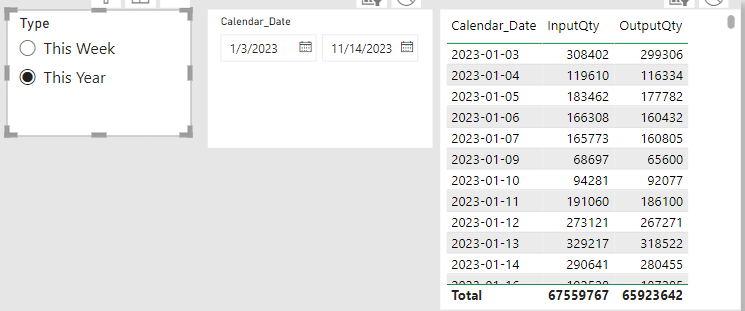 Type
This Week
This Year
Calendar_Date
1/3/2023 11/14/2023
Calendar_Date InputQty OutputQty
2023-01-03 308402 299306
2023-01-04 119610 116334
2023-01-05 183462 177782
2023-01-06 166308 160432
2023-01-07 165773 160805
2023-01-09 68697 65600
2023-01-10 94281 92077
2023-01-11 191060 186100
2023-01-12 273121 267271
2023-01-13 329217 318522
2023-01-14 290641 280455
Total 67559767 65923642